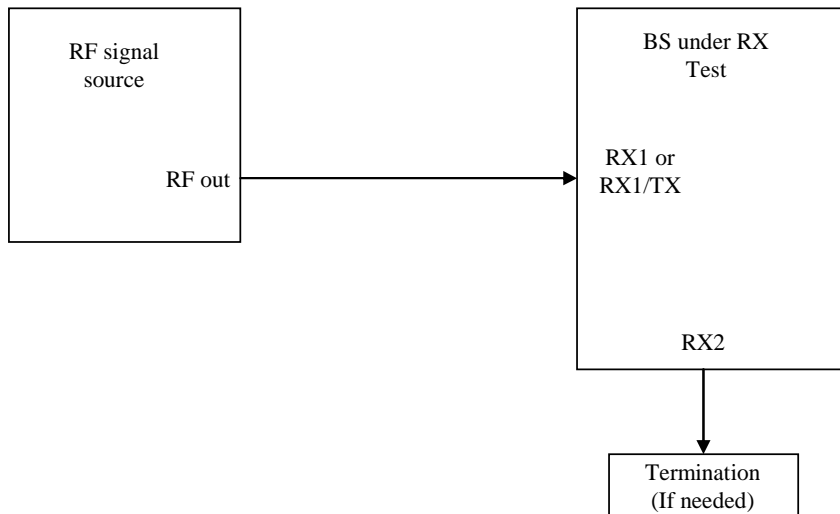 RF signal
source
RF out
BS under RX
Test
RX1 or
RX1/TX
RX2
Termination
(If needed)